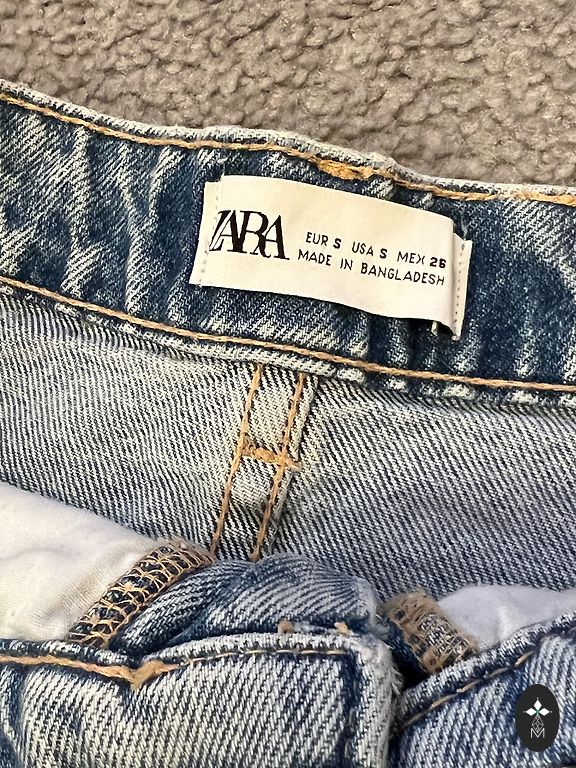 ZARA
EUR S USA S MEX 26
MADE IN BANGLADESH
M